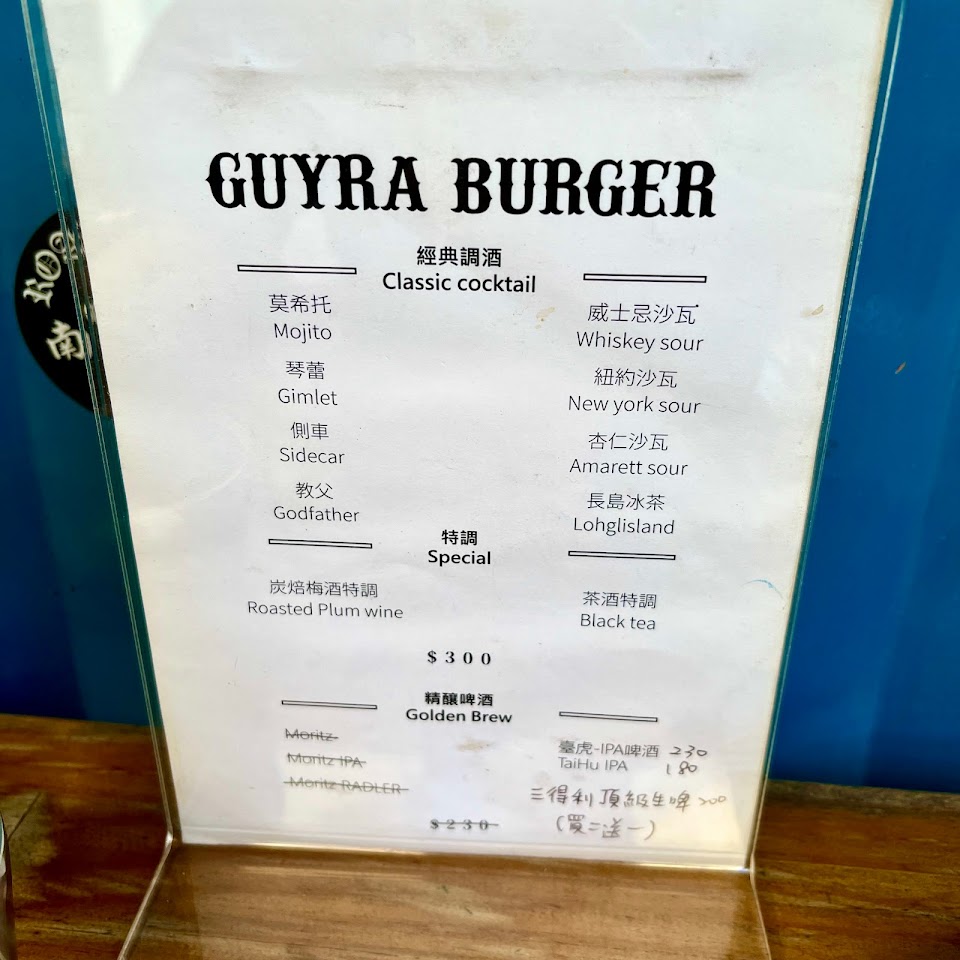 GUYRA BURGER
經典調酒
Classic cocktail
莫希托
Mojito
琴蕾
Gimlet
側車
Sidecar
教父
Godfather
威士忌沙瓦
Whiskey sour
紐約沙瓦
New york sour
杏仁沙瓦
Amarett sour
長島冰茶
Lohglisland
特調
Special
炭焙梅酒特調
Roasted Plum wine
茶酒特調
Black tea
$300
精釀啤酒
Golden Brew
Moritz
Moritz IPA
Moritz RADLER
$230
臺虎-IPA啤酒 230
TaiHu IPA 180
三得利頂級生啤 200
(買二送一)
南